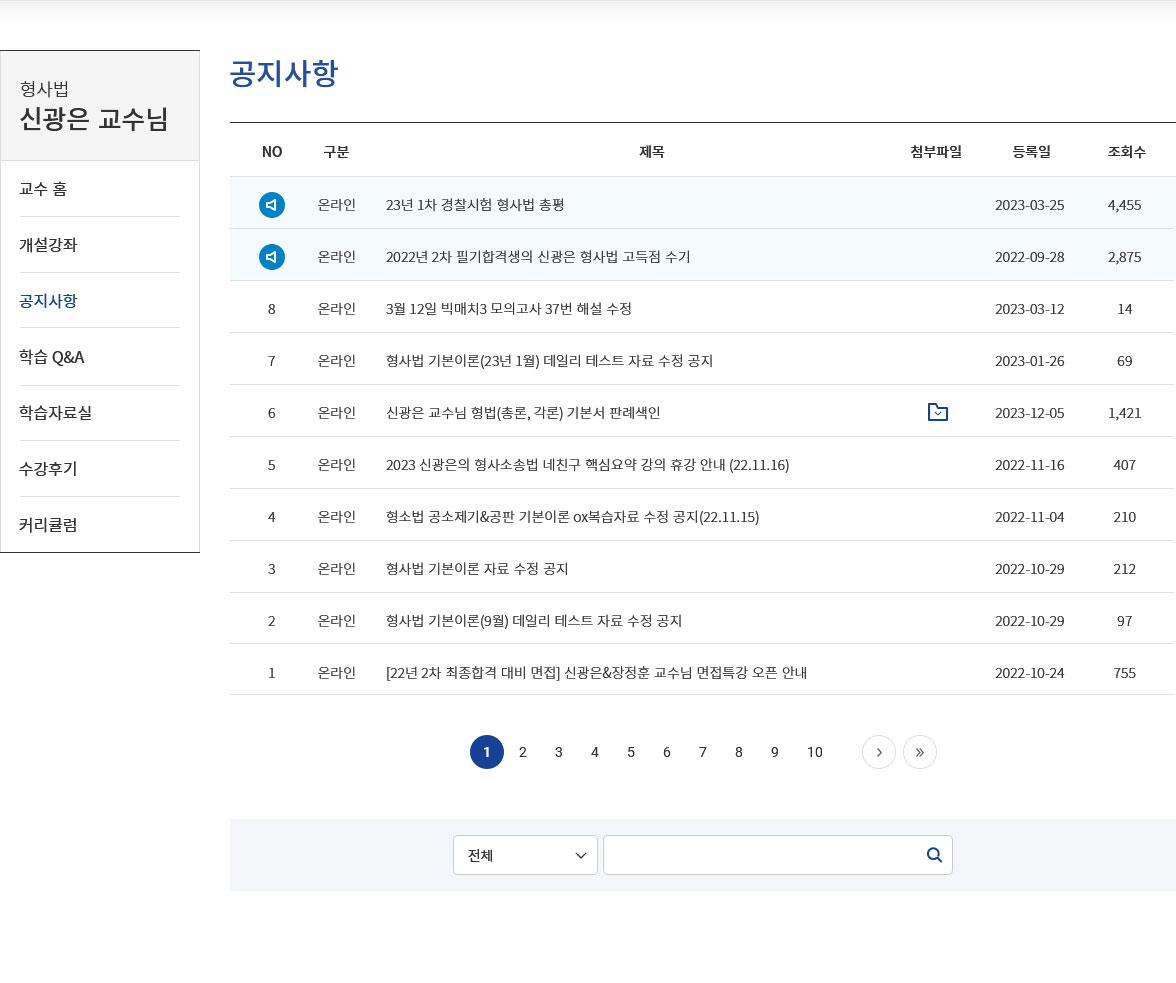 형사법
신광은 교수님
교수 홈
개설강좌
공지사항
학습 Q&A
학습자료실
수강후기
커리큘럼
공지사항
NO 구분 제목 첨부파일 등록일 조회수
온라인 23년 1차 경찰시험 형사법 총평 2023-03-25 4,455
온라인 2022년 2차 필기합격생의 신광은 형사법 고득점 수기 2022-09-28 2,875
8 온라인 3월 12일 빅매치3 모의고사 37번 해설 수정 2023-03-12 14
7 온라인 형사법 기본이론(23년 1월) 데일리 테스트 자료 수정 공지 2023-01-26 69
6 온라인 신광은 교수님 형법(총론, 각론) 기본서 판례색인 2023-12-05 1,421
5 온라인 2023 신광은의 형사소송법 네친구 핵심요약 강의 휴강 안내 (22.11.16) 2022-11-16 407
4 온라인 형소법 공소제기&공판 기본이론 ox복습자료 수정 공지(22.11.15) 2022-11-04 210
3 온라인 형사법 기본이론 자료 수정 공지 2022-10-29 212
2 온라인 형사법 기본이론(9월) 데일리 테스트 자료 수정 공지 2022-10-29 97
1 온라인 [22년 2차 최종합격 대비 면접] 신광은&장정훈 교수님 면접특강 오픈 안내 2022-10-24 755
1 2 3 4 5 6 7 8 9 10 › »
전체